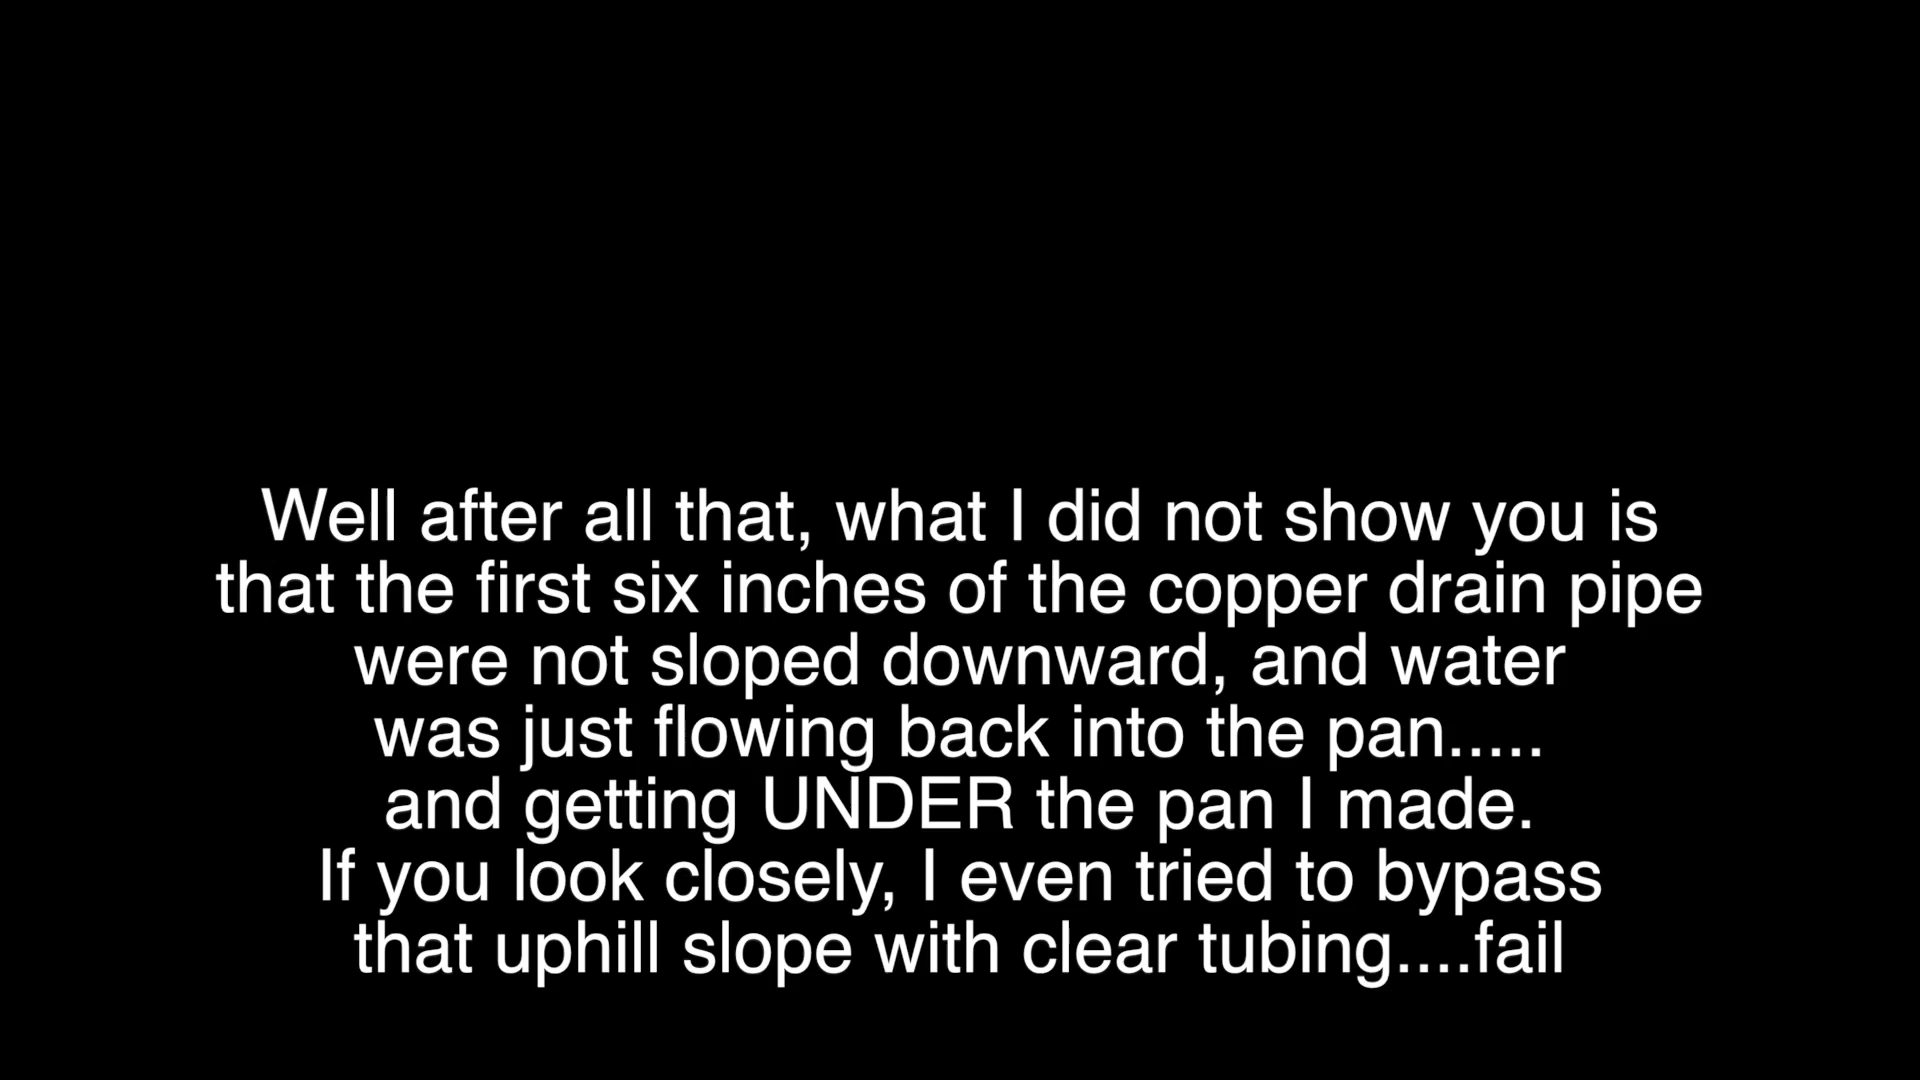 Well after all that, what I did not show you is
that the first six inches of the copper drain pipe
were not sloped downward, and water
was just flowing back into the pan.....
and getting UNDER the pan I made.
If you look closely, I even tried to bypass
that uphill slope with clear tubing....fail